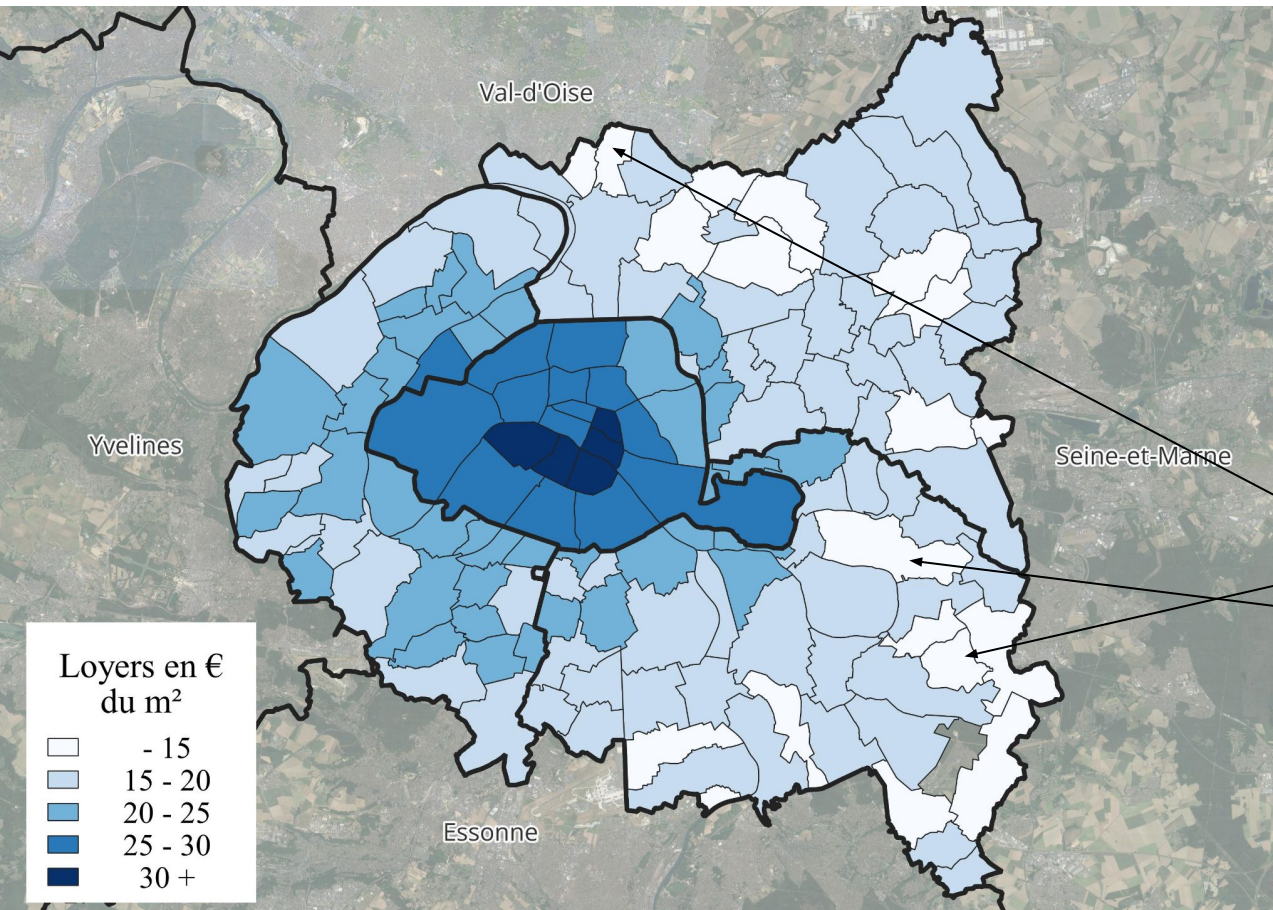 Val-d'Oise
Yvelines
Seine-et-Marne
Essonne
Loyers en €
du m²
- 15
15 - 20
20 - 25
25 - 30
30 +